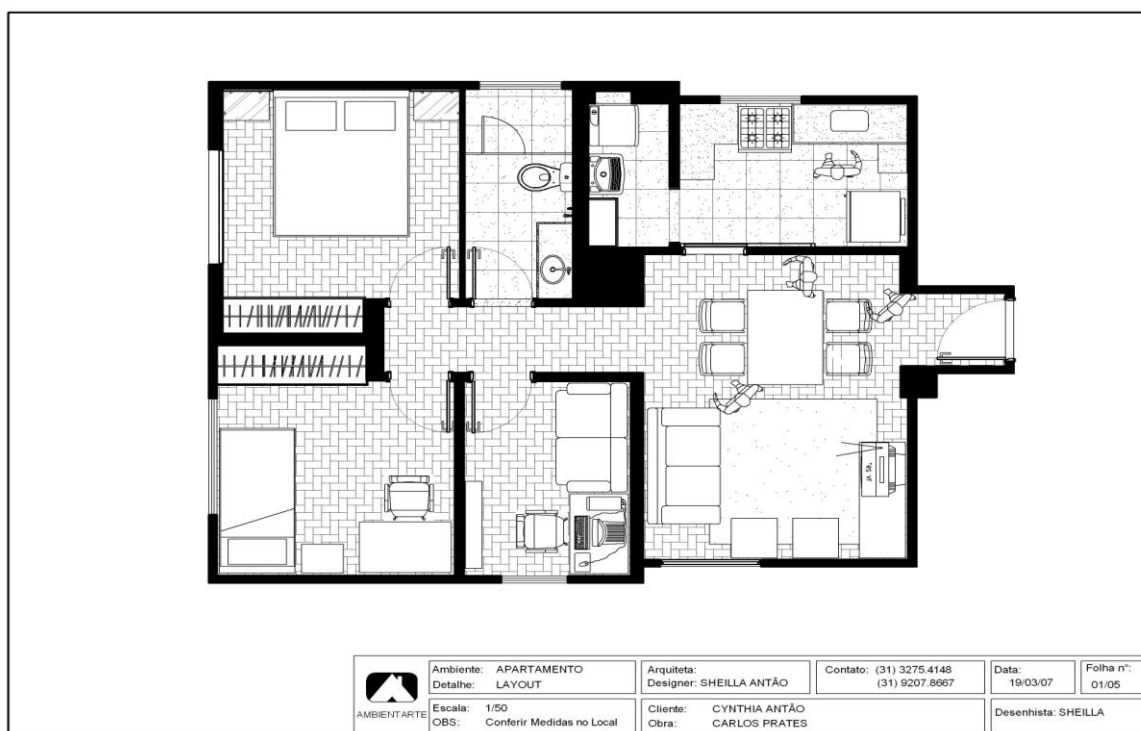 AMBIENTARTE
Ambiente: APARTAMENTO
Detalhe: LAYOUT
Arquiteta:
Designer: SHEILLA ANTÃO
Contato: (31) 3275.4148
(31) 9207.8667
Data:
19/03/07
Folha n°:
01/05
Escala: 1/50
OBS: Conferir Medidas no Local
Cliente: CYNTHIA ANTÃO
Obra: CARLOS PRATES
Desenhista: SHEILLA